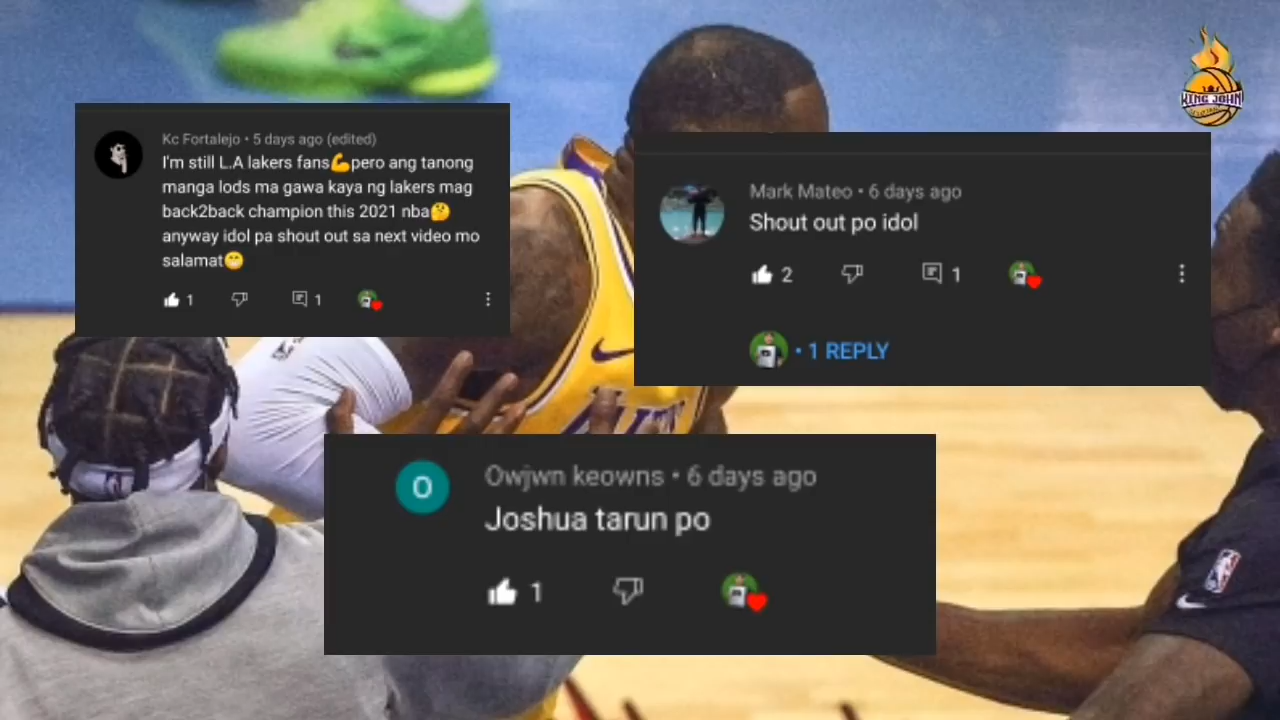 KING JOHN
Kc Fortalejo • 5 days ago (edited)
I'm still L.A lakers fans💪pero ang tanong
manga lods ma gawa kaya ng lakers mag
back2back champion this 2021 nba🤔
anyway idol pa shout out sa next video mo
salamat😁
1
1
Mark Mateo • 6 days ago
Shout out po idol
2
1
• 1 REPLY
Owjwn keowns • 6 days ago
Joshua tarun po
1
O